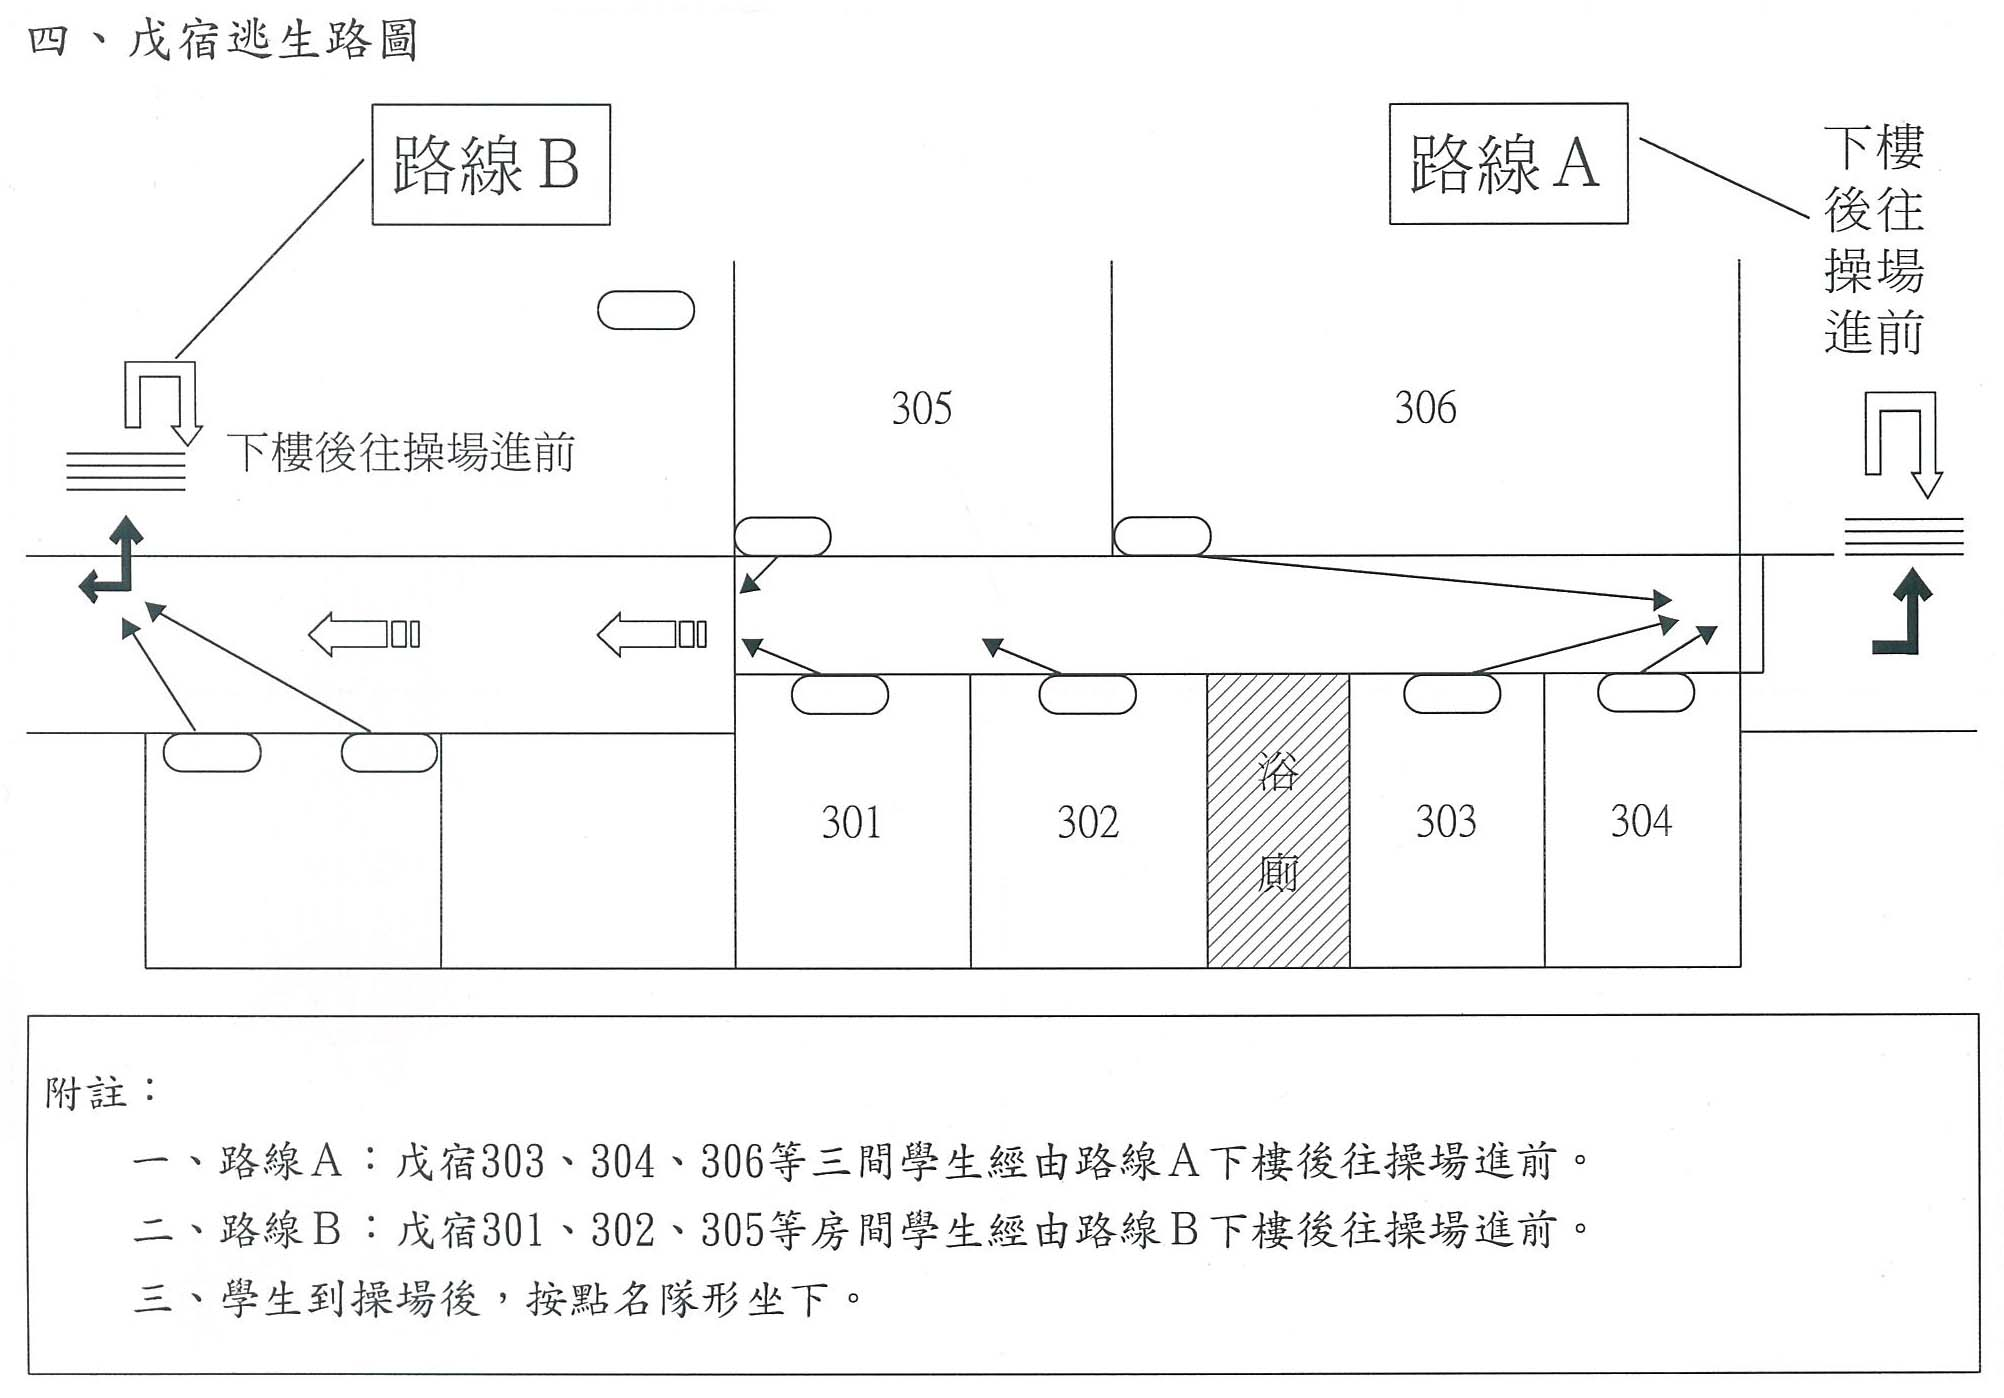 四、戊宿逃生路圖
路線B
路線A
下樓
後往
操場
進前
305
306
下樓後往操場進前
301
302
浴
廁
303
304
附註：
一、路線A：戊宿303、304、306等三間學生經由路線A下樓後往操場進前。
二、路線B：戊宿301、302、305等房間學生經由路線B下樓後往操場進前。
三、學生到操場後，按點名隊形坐下。